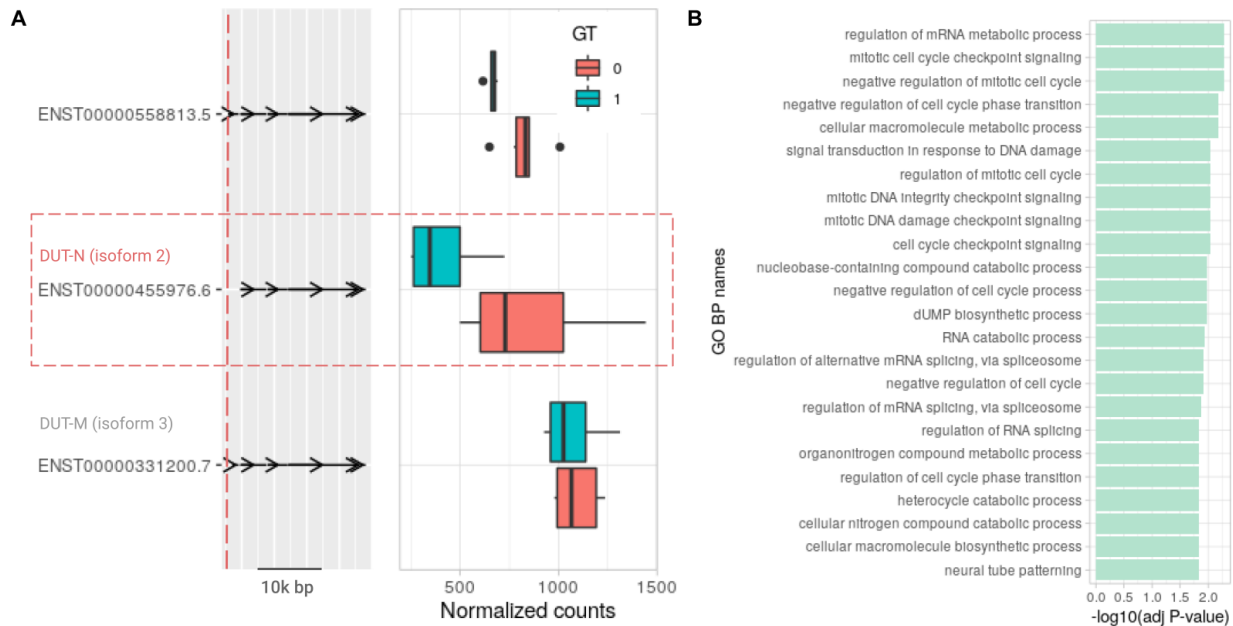 A
GT
0
1
ENST00000558813.5
DUT-N (isoform 2)
ENST00000455976.6
DUT-M (isoform 3)
ENST00000331200.7
10k bp
500
1000
1500
Normalized counts
B
GO BP names
regulation of mRNA metabolic process
mitotic cell cycle checkpoint signaling
negative regulation of mitotic cell cycle
negative regulation of cell cycle phase transition
cellular macromolecule metabolic process
signal transduction in response to DNA damage
regulation of mitotic cell cycle
mitotic DNA integrity checkpoint signaling
mitotic DNA damage checkpoint signaling
cell cycle checkpoint signaling
nucleobase-containing compound catabolic process
negative regulation of cell cycle process
dUMP biosynthetic process
RNA catabolic process
regulation of alternative mRNA splicing, via spliceosome
negative regulation of cell cycle
regulation of mRNA splicing, via spliceosome
regulation of RNA splicing
organonitrogen compound metabolic process
regulation of cell cycle phase transition
heterocycle catabolic process
cellular nitrogen compound catabolic process
cellular macromolecule biosynthetic process
neural tube patterning
0.0 0.5 1.0 1.5 2.0
-log10(adj P-value)